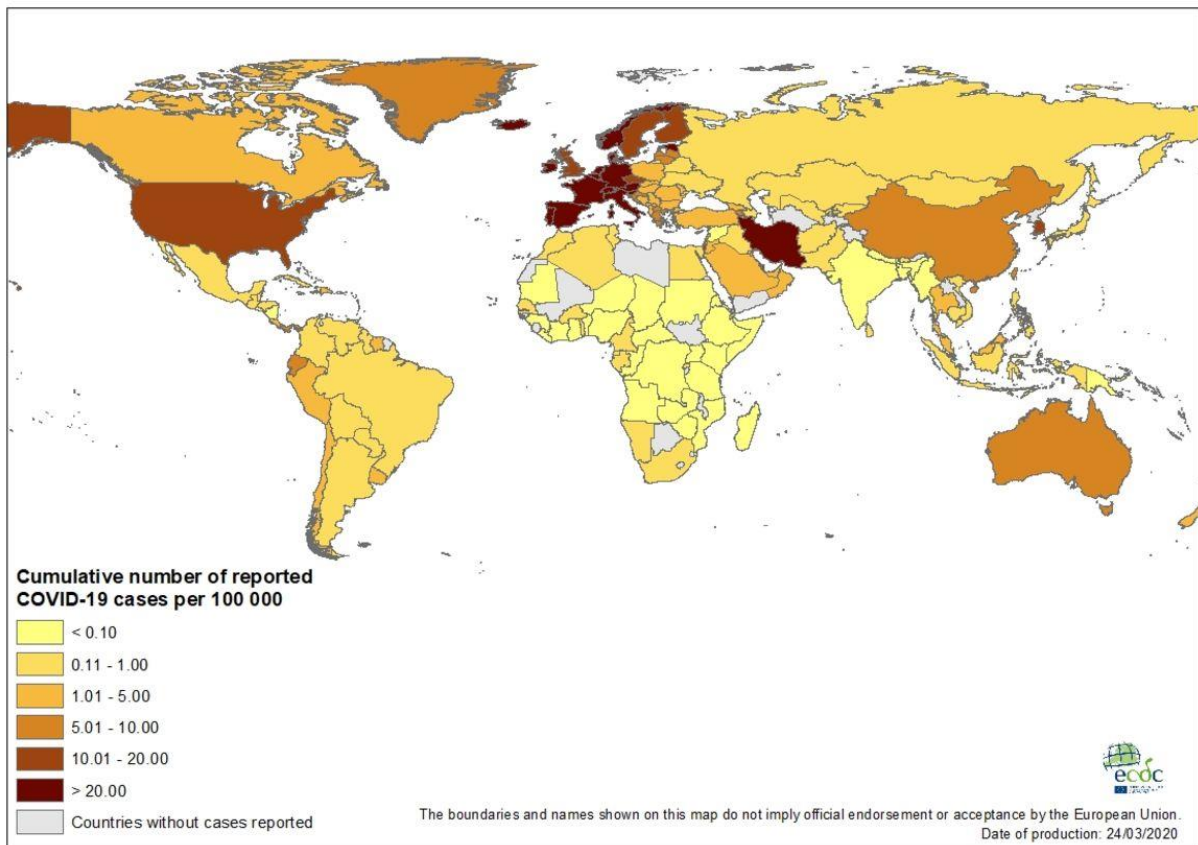 Cumulative number of reported
COVID-19 cases per 100 000
< 0.10
0.11 - 1.00
1.01 - 5.00
5.01 - 10.00
10.01 - 20.00
> 20.00
Countries without cases reported
ecdc
The boundaries and names shown on this map do not imply official endorsement or acceptance by the European Union.
Date of production: 24/03/2020